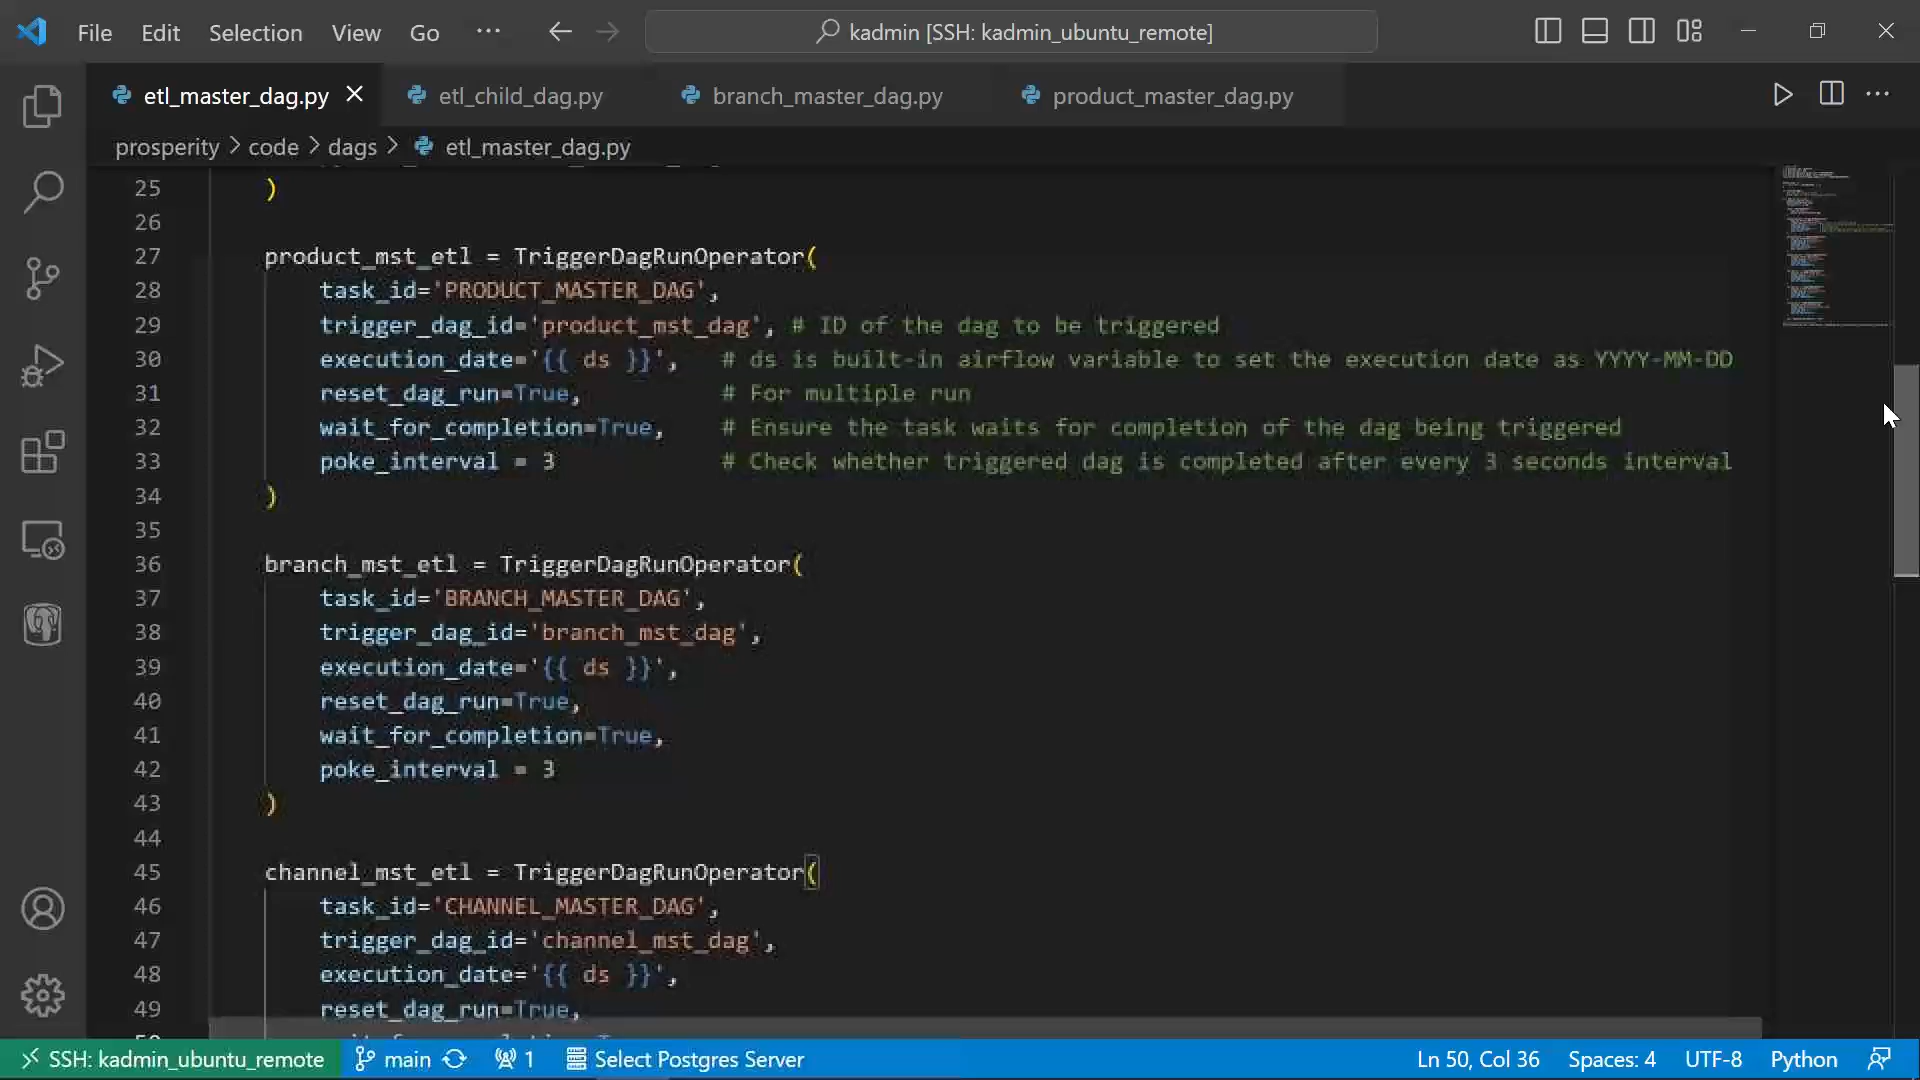 File Edit Selection View Go ··· kadmin [SSH: kadmin_ubuntu_remote]
etl_master_dag.py etl_child_dag.py branch_master_dag.py product_master_dag.py
prosperity > code > dags > etl_master_dag.py
25 )
26
27 product_mst_etl = TriggerDagRunOperator(
28 task_id='PRODUCT_MASTER_DAG',
29 trigger_dag_id='product_mst_dag', # ID of the dag to be triggered
30 execution_date='{{ ds }}', # ds is built-in airflow variable to set the execution date as YYYY-MM-DD
31 reset_dag_run=True, # For multiple run
32 wait_for_completion=True, # Ensure the task waits for completion of the dag being triggered
33 poke_interval = 3 # Check whether triggered dag is completed after every 3 seconds interval
34 )
35
36 branch_mst_etl = TriggerDagRunOperator(
37 task_id='BRANCH_MASTER_DAG',
38 trigger_dag_id='branch_mst_dag',
39 execution_date='{{ ds }}',
40 reset_dag_run=True,
41 wait_for_completion=True,
42 poke_interval = 3
43 )
44
45 channel_mst_etl = TriggerDagRunOperator(
46 task_id='CHANNEL_MASTER_DAG',
47 trigger_dag_id='channel_mst_dag',
48 execution_date='{{ ds }}',
49 reset_dag_run=True,
SSH: kadmin_ubuntu_remote main 1 Select Postgres Server Ln 50, Col 36 Spaces: 4 UTF-8 Python